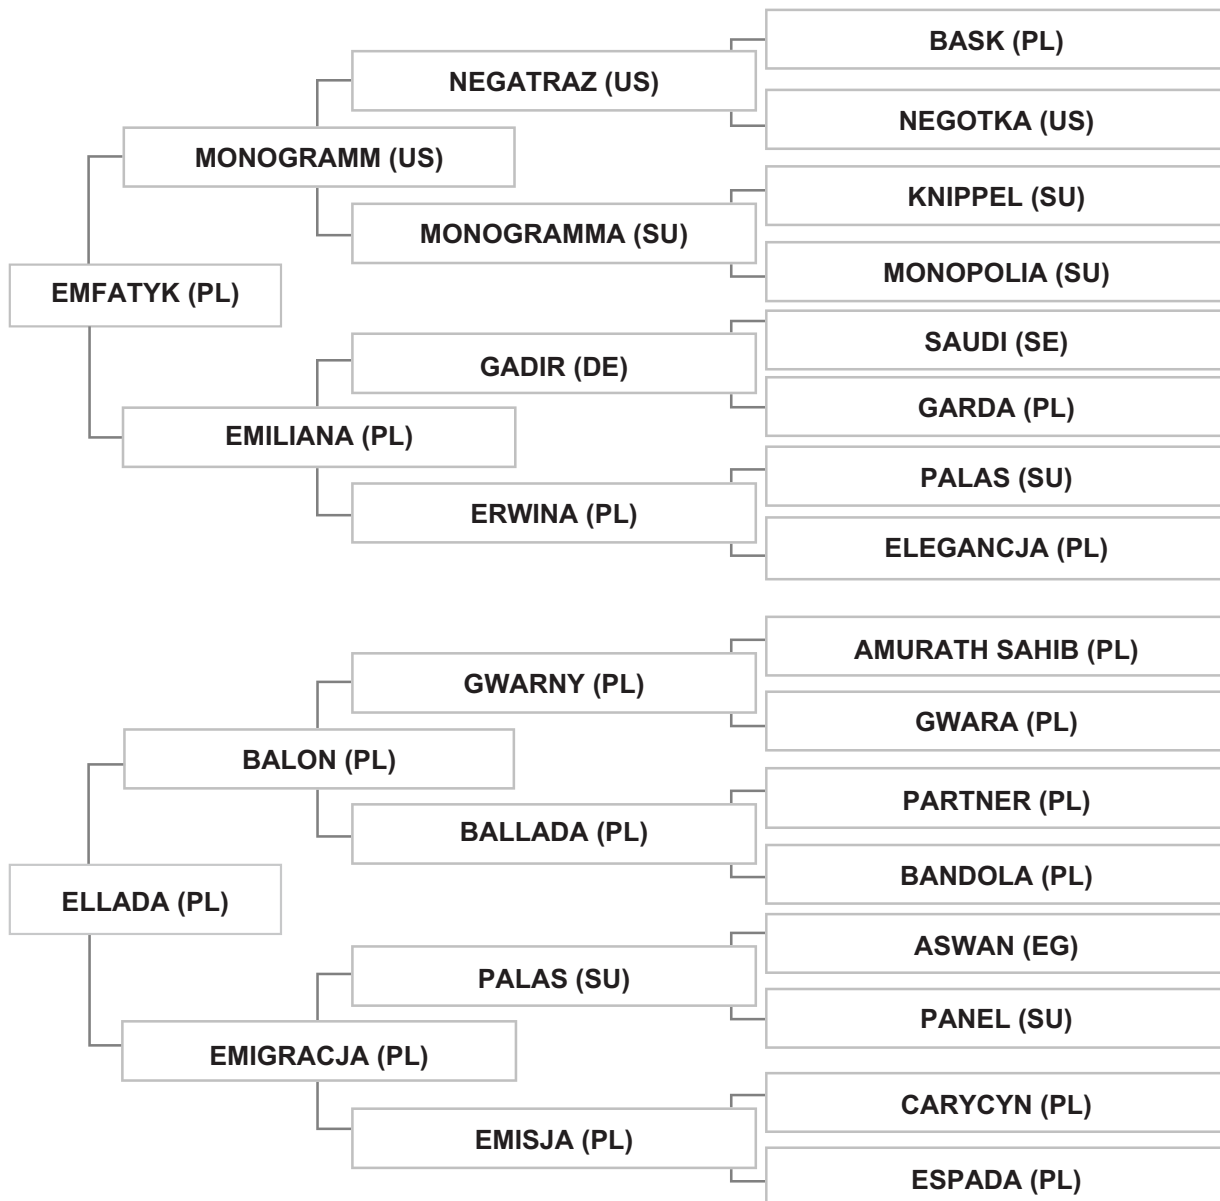 BASK (PL)
NEGATRAZ (US)
NEGOTKA (US)
MONOGRAMM (US)
KNIPPEL (SU)
MONOGRAMMA (SU)
MONOPOLIA (SU)
EMFATYK (PL)
SAUDI (SE)
GADIR (DE)
GARDA (PL)
EMILIANA (PL)
PALAS (SU)
ERWINA (PL)
ELEGANCJA (PL)
AMURATH SAHIB (PL)
GWARNY (PL)
GWARA (PL)
BALON (PL)
PARTNER (PL)
BALLADA (PL)
BANDOLA (PL)
ELLADA (PL)
ASWAN (EG)
PALAS (SU)
PANEL (SU)
EMIGRACJA (PL)
CARYCYN (PL)
EMISJA (PL)
ESPADA (PL)